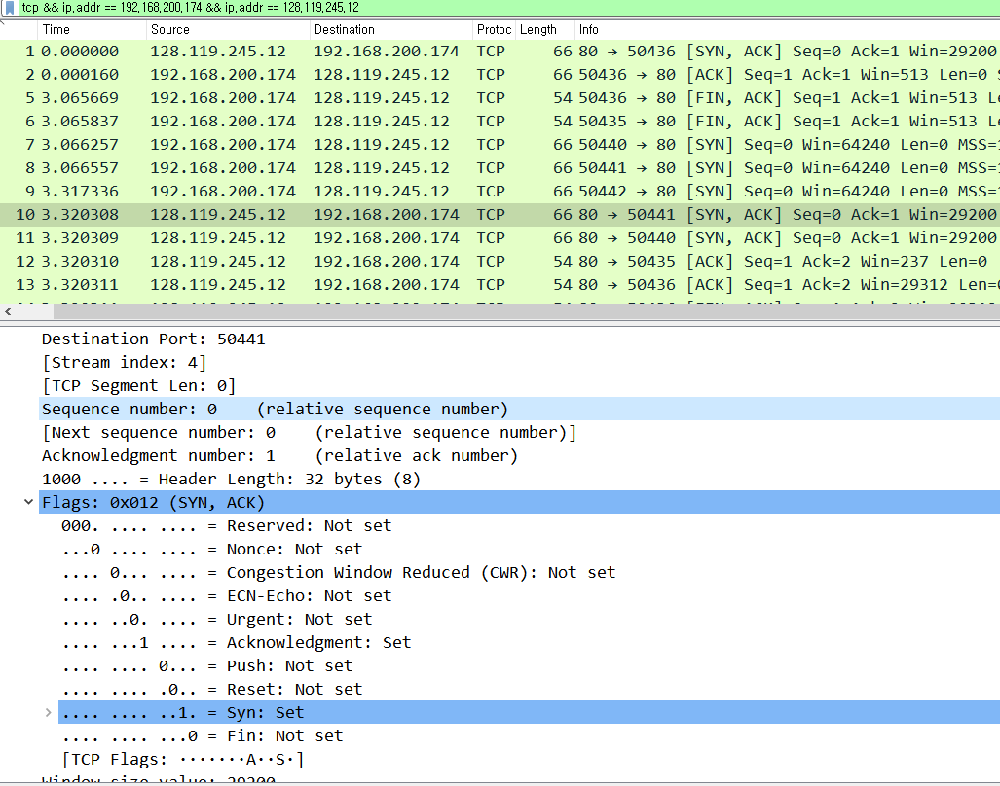 tcp && ip,addr == 192,168,200,174 && ip,addr == 128,119,245,12
Time Source Destination Protoc Length Info
1 0.000000 128.119.245.12 192.168.200.174 TCP 66 80 → 50436 [SYN, ACK] Seq=0 Ack=1 Win=29200
2 0.000160 192.168.200.174 128.119.245.12 TCP 66 50436 → 80 [ACK] Seq=1 Ack=1 Win=513 Len=0
5 3.065669 192.168.200.174 128.119.245.12 TCP 54 50436 → 80 [FIN, ACK] Seq=1 Ack=1 Win=513
6 3.065837 192.168.200.174 128.119.245.12 TCP 54 50435 → 80 [FIN, ACK] Seq=1 Ack=1 Win=513
7 3.066257 192.168.200.174 128.119.245.12 TCP 66 50440 → 80 [SYN] Seq=0 Win=64240 Len=0 MSS=
8 3.066557 192.168.200.174 128.119.245.12 TCP 66 50441 → 80 [SYN] Seq=0 Win=64240 Len=0 MSS=
9 3.317336 192.168.200.174 128.119.245.12 TCP 66 50442 → 80 [SYN] Seq=0 Win=64240 Len=0 MSS=
10 3.320308 128.119.245.12 192.168.200.174 TCP 66 80 → 50441 [SYN, ACK] Seq=0 Ack=1 Win=29200
11 3.320309 128.119.245.12 192.168.200.174 TCP 66 80 → 50440 [SYN, ACK] Seq=0 Ack=1 Win=29200
12 3.320310 128.119.245.12 192.168.200.174 TCP 54 80 → 50435 [ACK] Seq=1 Ack=2 Win=237 Len=0
13 3.320311 128.119.245.12 192.168.200.174 TCP 54 80 → 50436 [ACK] Seq=1 Ack=2 Win=29312 Len=
Destination Port: 50441
[Stream index: 4]
[TCP Segment Len: 0]
Sequence number: 0 (relative sequence number)
[Next sequence number: 0 (relative sequence number)]
Acknowledgment number: 1 (relative ack number)
1000 .... = Header Length: 32 bytes (8)
Flags: 0x012 (SYN, ACK)
000. .... .... = Reserved: Not set
...0 .... .... = Nonce: Not set
.... 0... .... = Congestion Window Reduced (CWR): Not set
.... .0.. .... = ECN-Echo: Not set
.... ..0. .... = Urgent: Not set
.... ...1 .... = Acknowledgment: Set
.... .... 0... = Push: Not set
.... .... .0.. = Reset: Not set
.... .... ..1. = Syn: Set
.... .... ...0 = Fin: Not set
[TCP Flags: ·······A··S·]
Window size value: 29200